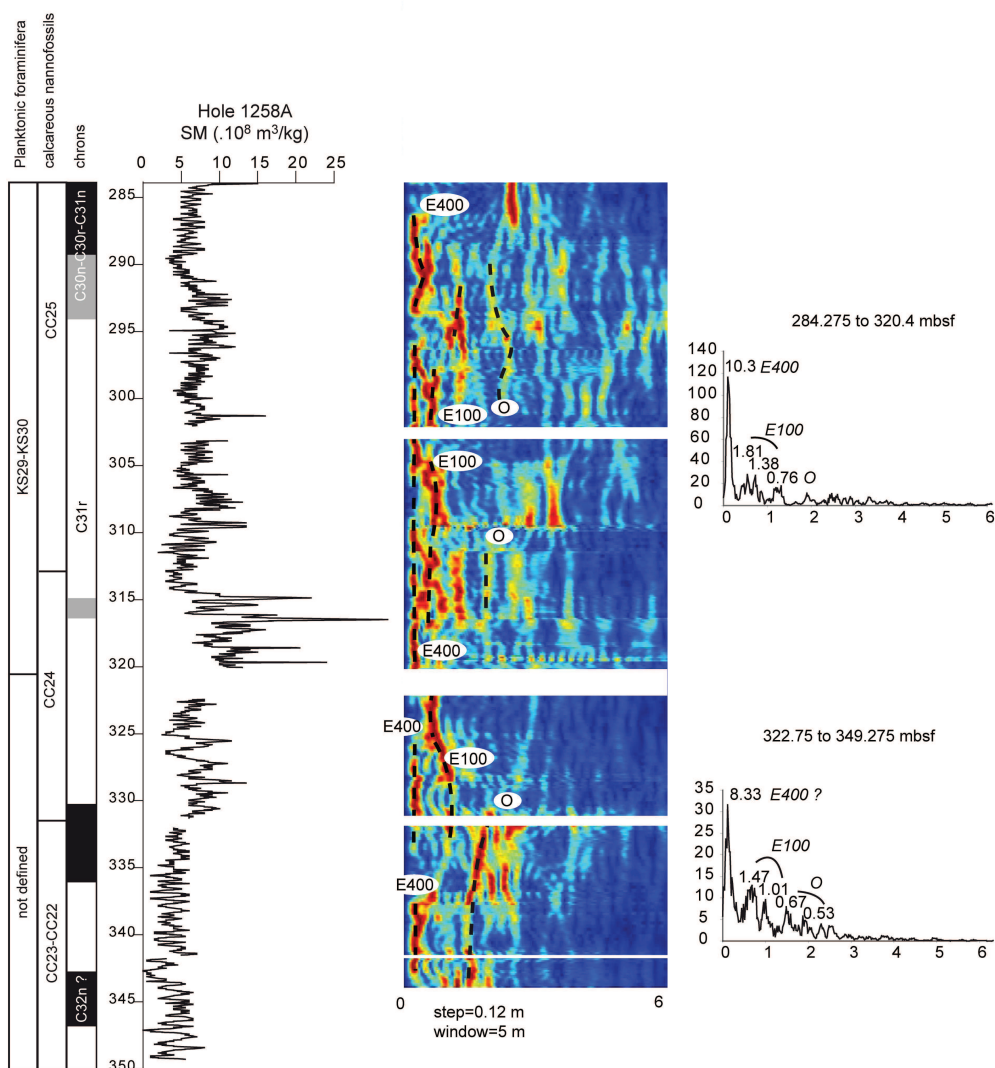 Planktonic foraminifera
calcareous nannofossils
chrons
Hole 1258A
SM (.10⁸ m³/kg)
0 5 10 15 20 25
285
290
295
300
305
310
315
320
325
330
335
340
345
350
KS29-KS30
not defined
CC25
CC24
CC23-CC22
C30n-C30r-C31n
C31r
C32n ?
E400
E100
O
E100
O
E400
E400
E100
O
E400
0 6
step=0.12 m
window=5 m
284.275 to 320.4 mbsf
140
120
100
80
60
40
20
0
10.3 E400
E100
1.81
1.38
0.76 O
0 1 2 3 4 5 6
322.75 to 349.275 mbsf
35
30
25
20
15
10
5
0
8.33 E400 ?
E100
1.47
1.01
O
0.67
0.53
0 1 2 3 4 5 6